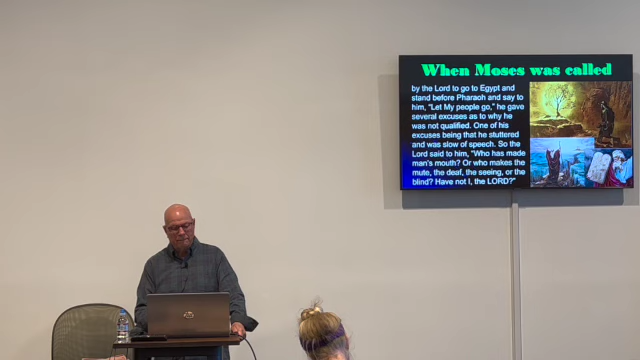 When Moses was called
by the Lord to go to Egypt and
stand before Pharaoh and say to
him, “Let My people go,” he gave
several excuses as to why he
was not qualified. One of his
excuses being that he stuttered
and was slow of speech. So the
Lord said to him, “Who has made
man’s mouth? Or who makes the
mute, the deaf, the seeing, or the
blind? Have not I, the LORD?”
hp